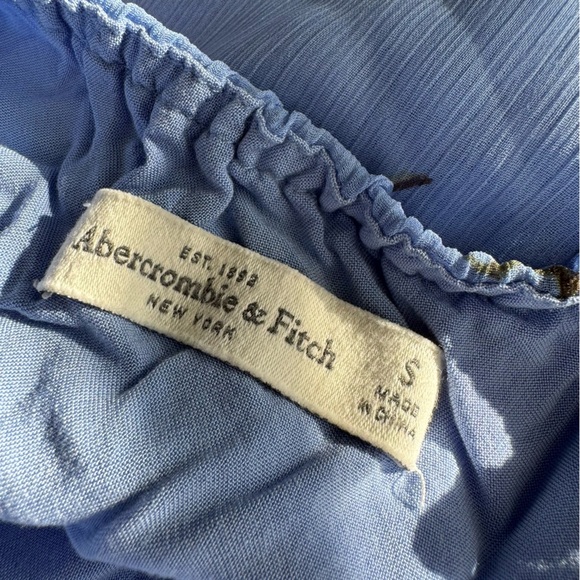 EST. 1892
Abercrombie & Fitch
NEW YORK
S
MADE
IN CHINA